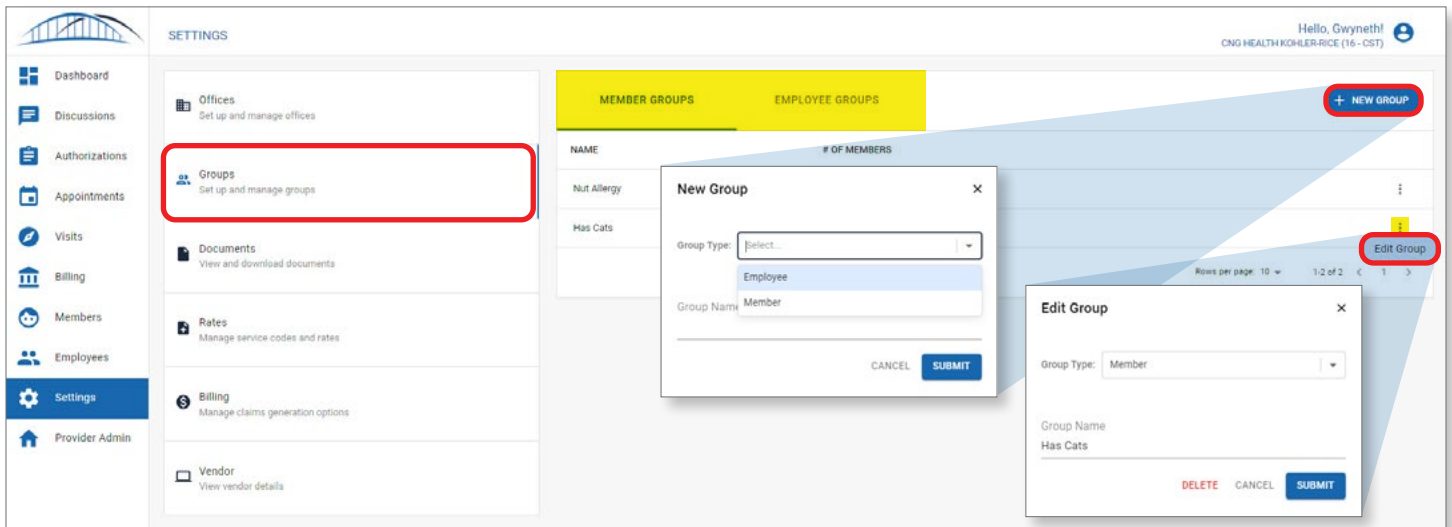 SETTINGS
Hello, Gwyneth!
CNG HEALTH KOHLER-RICE (16 - CST)
Dashboard
Discussions
Authorizations
Appointments
Visits
Billing
Members
Employees
Settings
Provider Admin
Offices
Set up and manage offices
Groups
Set up and manage groups
Documents
View and download documents
Rates
Manage service codes and rates
Billing
Manage claims generation options
Vendor
View vendor details
MEMBER GROUPS EMPLOYEE GROUPS
+ NEW GROUP
NAME # OF MEMBERS
Nut Allergy
Has Cats
Edit Group
Rows per page: 10 1-2 of 2 < 1 >
New Group ×
Group Type: Select...
Employee
Member
Group Name
CANCEL SUBMIT
Edit Group ×
Group Type: Member
Group Name
Has Cats
DELETE CANCEL SUBMIT